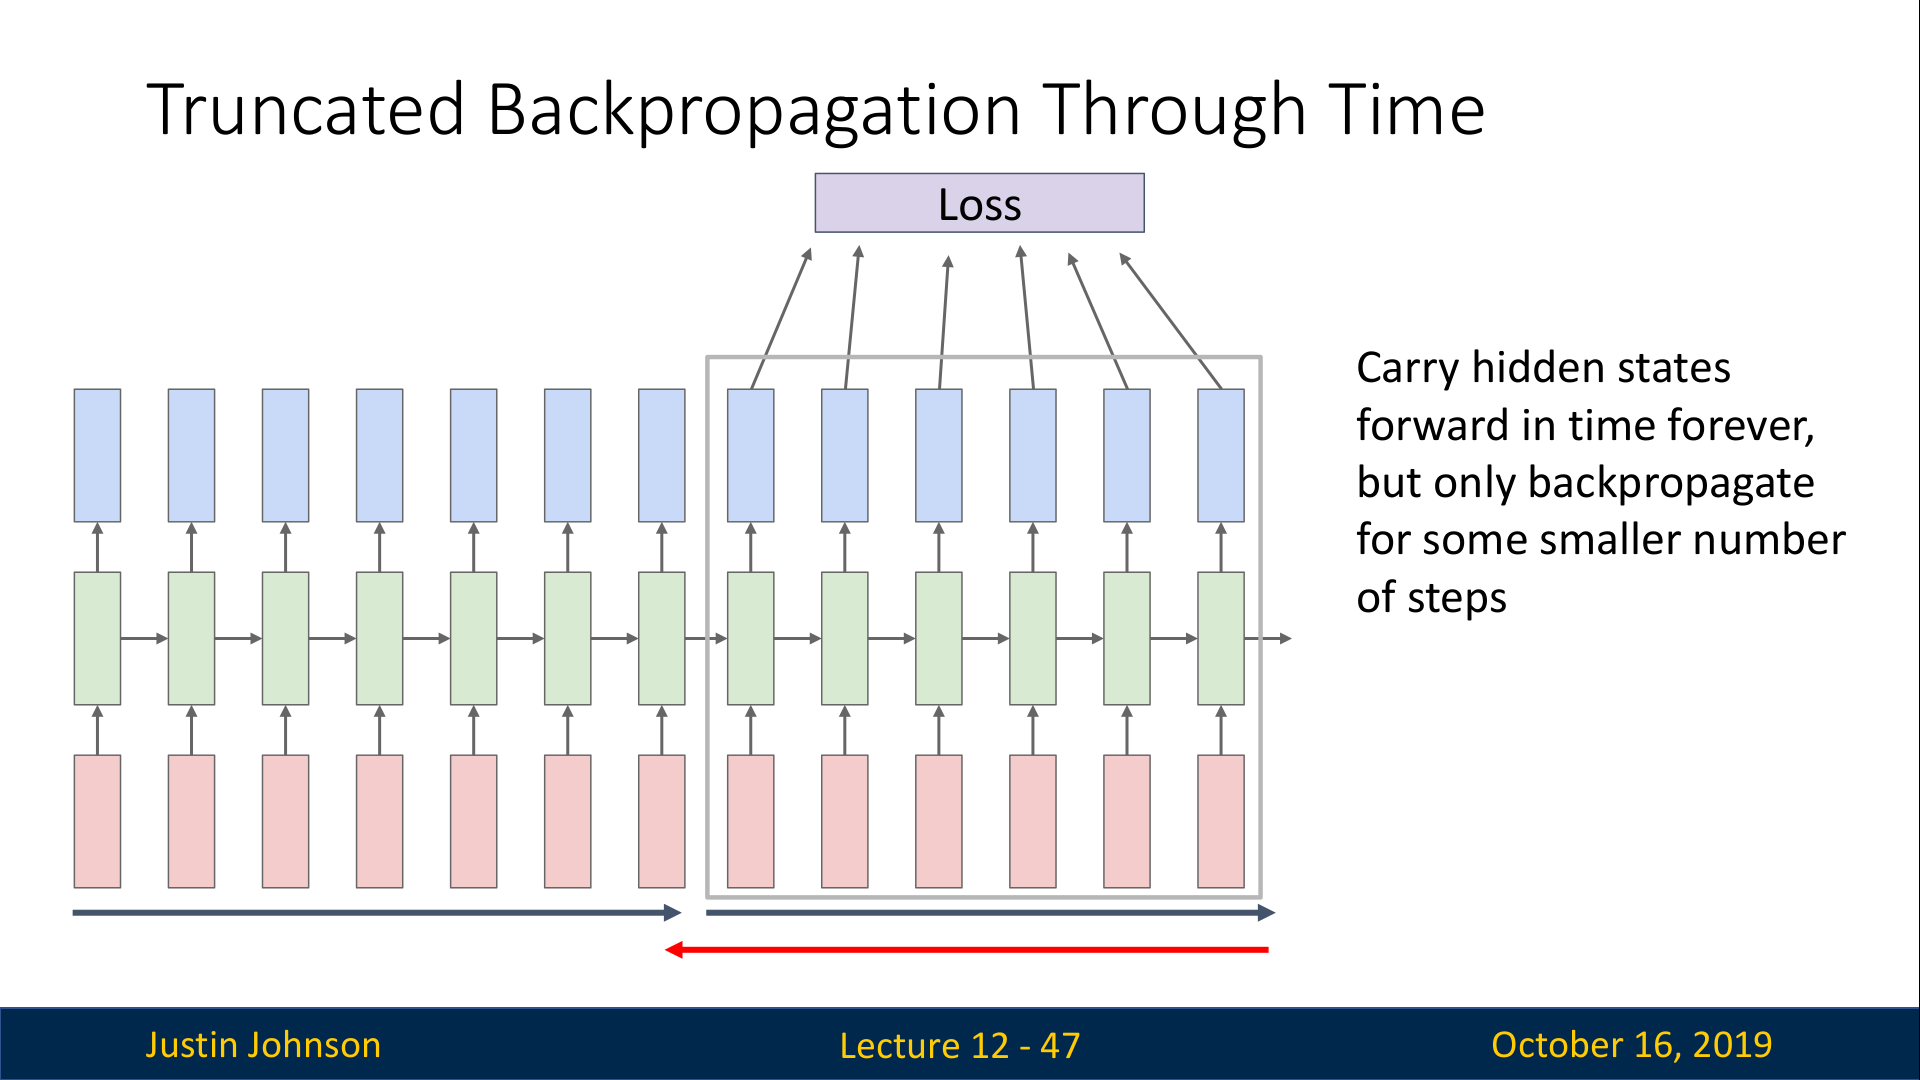 Truncated Backpropagation Through Time
Loss
Carry hidden states
forward in time forever,
but only backpropagate
for some smaller number
of steps
Justin Johnson
Lecture 12 - 47
October 16, 2019